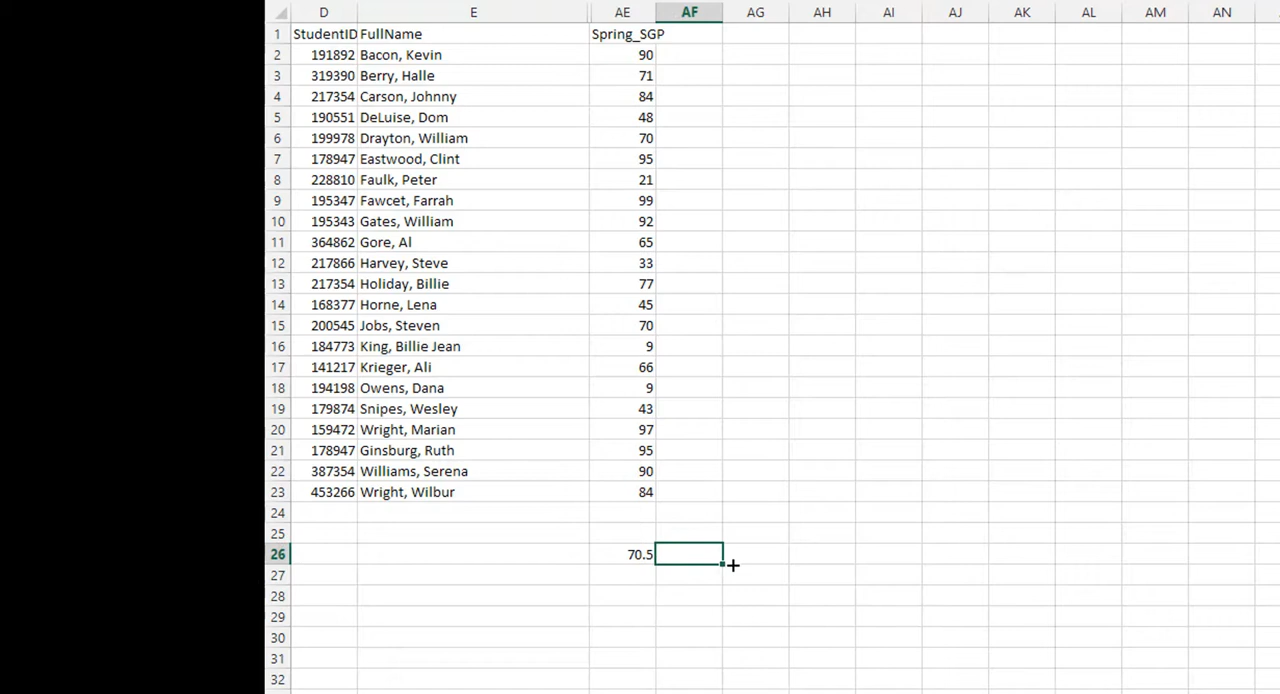 D E AE AF AG AH AI AJ AK AL AM AN
1 StudentID FullName Spring_SGP
2 191892 Bacon, Kevin 90
3 319390 Berry, Halle 71
4 217354 Carson, Johnny 84
5 190551 DeLuise, Dom 48
6 199978 Drayton, William 70
7 178947 Eastwood, Clint 95
8 228810 Faulk, Peter 21
9 195347 Fawcet, Farrah 99
10 195343 Gates, William 92
11 364862 Gore, Al 65
12 217866 Harvey, Steve 33
13 217354 Holiday, Billie 77
14 168377 Horne, Lena 45
15 200545 Jobs, Steven 70
16 184773 King, Billie Jean 9
17 141217 Krieger, Ali 66
18 194198 Owens, Dana 9
19 179874 Snipes, Wesley 43
20 159472 Wright, Marian 97
21 178947 Ginsburg, Ruth 95
22 387354 Williams, Serena 90
23 453266 Wright, Wilbur 84
24
25
26 70.5
27
28
29
30
31
32